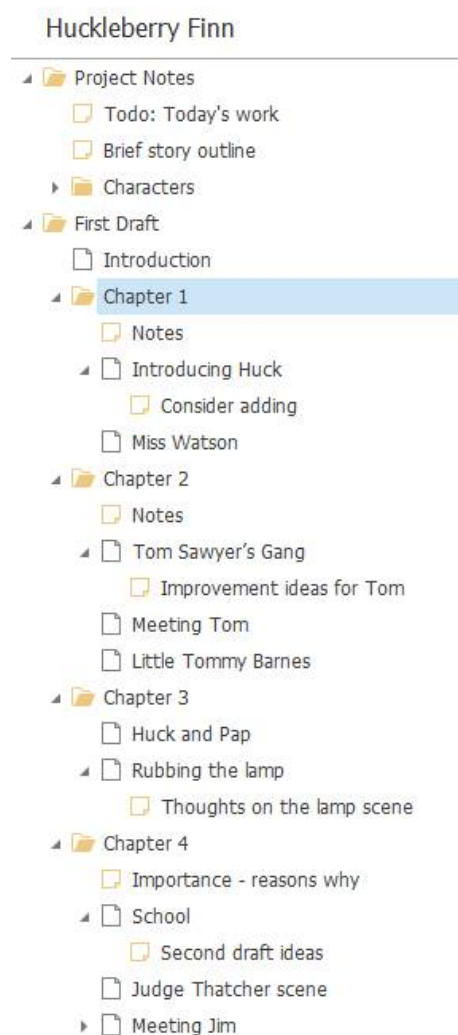 Huckleberry Finn
Project Notes
Todo: Today's work
Brief story outline
Characters
First Draft
Introduction
Chapter 1
Notes
Introducing Huck
Consider adding
Miss Watson
Chapter 2
Notes
Tom Sawyer’s Gang
Improvement ideas for Tom
Meeting Tom
Little Tommy Barnes
Chapter 3
Huck and Pap
Rubbing the lamp
Thoughts on the lamp scene
Chapter 4
Importance - reasons why
School
Second draft ideas
Judge Thatcher scene
Meeting Jim